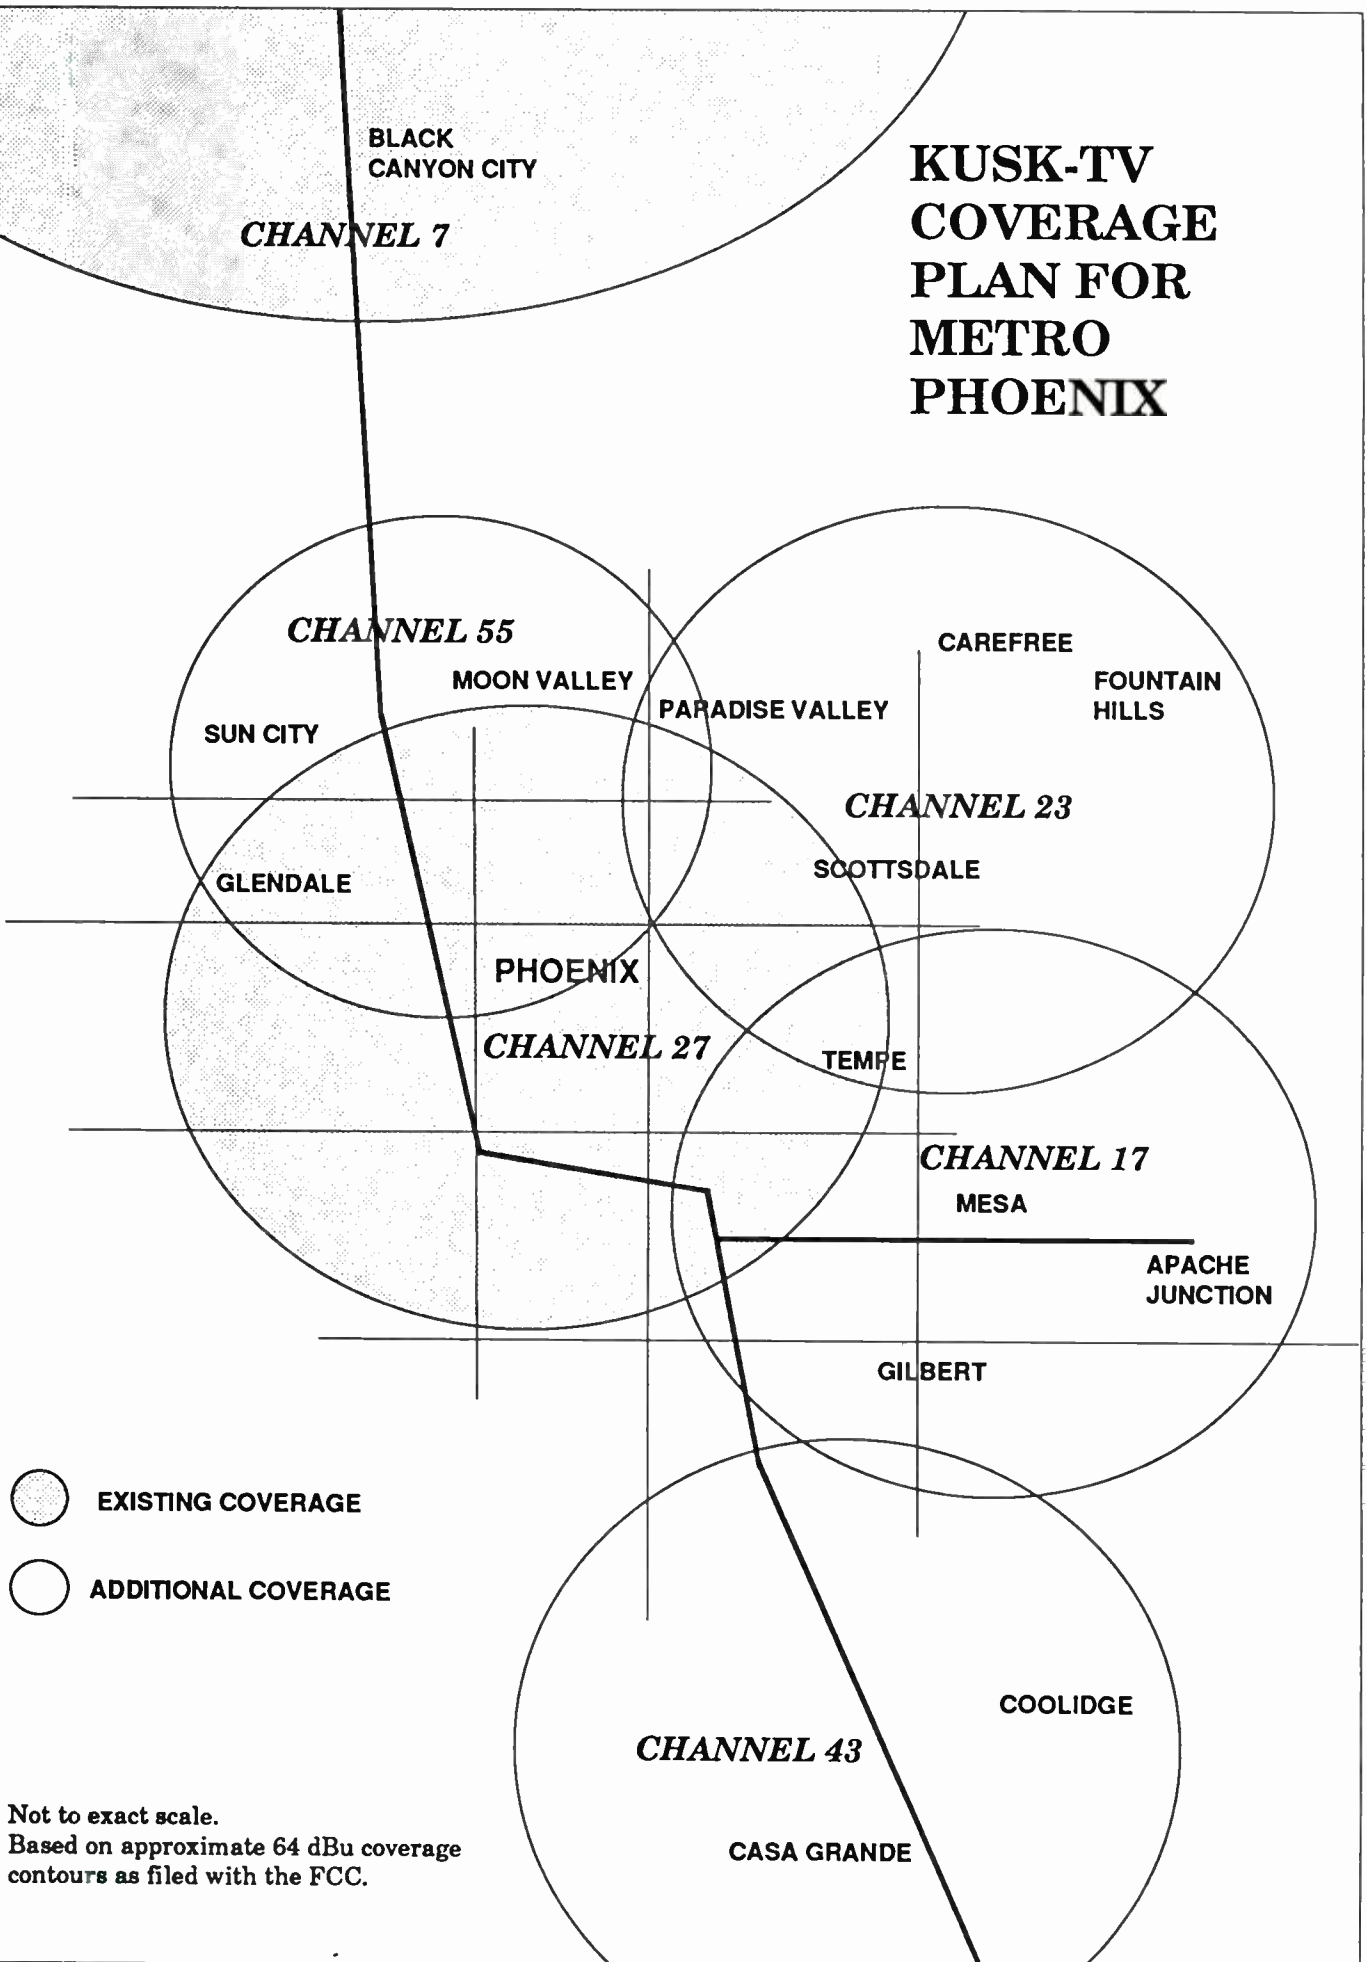 BLACK
CANYON CITY
CHANNEL 7
KUSK-TV
COVERAGE
PLAN FOR
METRO
PHOENIX
CHANNEL 55
MOON VALLEY
SUN CITY
PARADISE VALLEY
CAREFREE
FOUNTAIN
HILLS
CHANNEL 23
SCOTTSDALE
GLENDALE
PHOENIX
CHANNEL 27
TEMPE
CHANNEL 17
MESA
APACHE
JUNCTION
GILBERT
EXISTING COVERAGE
ADDITIONAL COVERAGE
COOLIDGE
CHANNEL 43
CASA GRANDE
Not to exact scale.
Based on approximate 64 dBu coverage
contours as filed with the FCC.